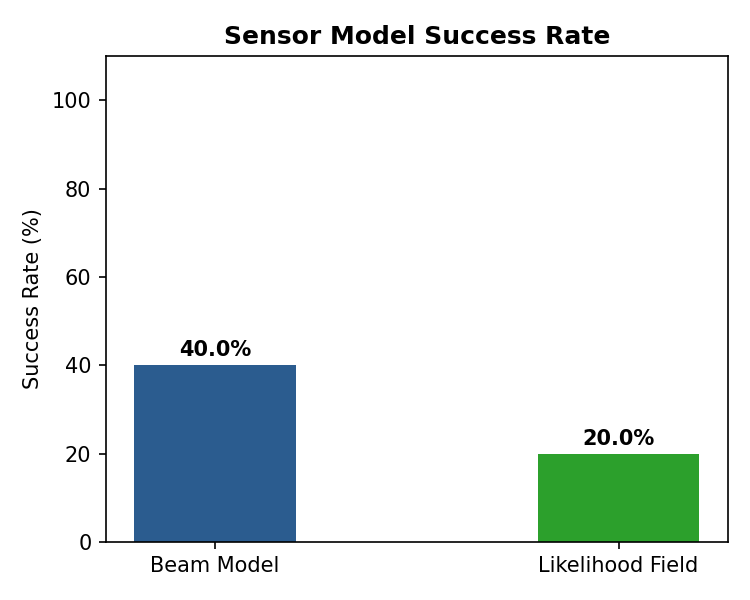 Sensor Model Success Rate
Success Rate (%)
100
80
60
40
20
0
40.0%
20.0%
Beam Model
Likelihood Field